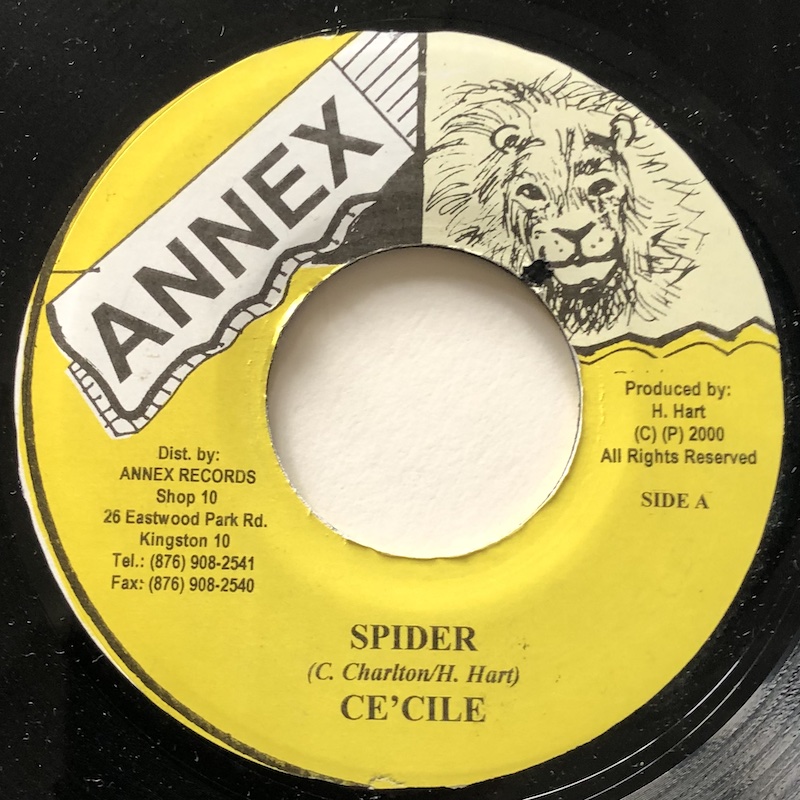 ANNEX
Produced by:
H. Hart
(C) (P) 2000
All Rights Reserved
SIDE A
Dist. by:
ANNEX RECORDS
Shop 10
26 Eastwood Park Rd.
Kingston 10
Tel.: (876) 908-2541
Fax: (876) 908-2540
SPIDER
(C. Charlton/H. Hart)
CE'CILE